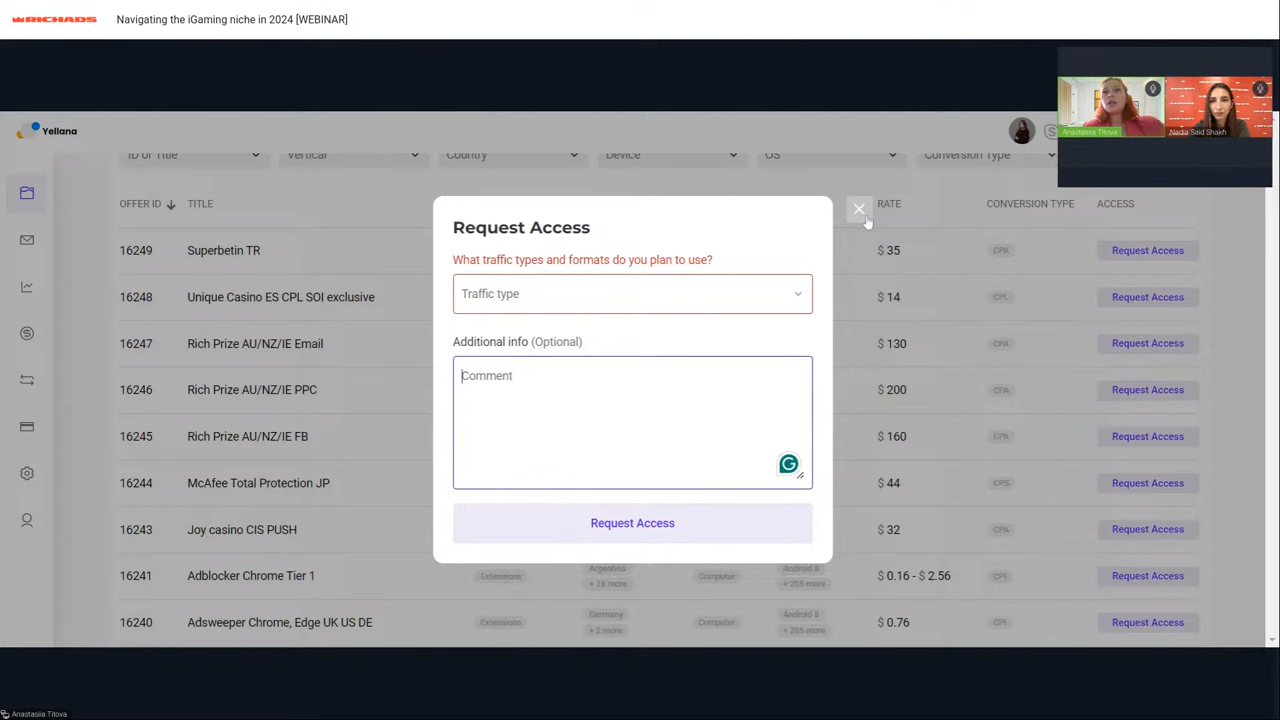 RICHADS
Navigating the iGaming niche in 2024 [WEBINAR]
Anastasiia Titova
Nadia Said Shakh
Yellana
ID or Title
Vertical
Country
Device
OS
Conversion Type
OFFER ID
TITLE
RATE
CONVERSION TYPE
ACCESS
16249 Superbetin TR $ 35 CPA Request Access
16248 Unique Casino ES CPL SOI exclusive $ 14 CPL Request Access
16247 Rich Prize AU/NZ/IE Email $ 130 CPA Request Access
16246 Rich Prize AU/NZ/IE PPC $ 200 CPA Request Access
16245 Rich Prize AU/NZ/IE FB $ 160 CPA Request Access
16244 McAfee Total Protection JP $ 44 CPS Request Access
16243 Joy casino CIS PUSH $ 32 CPA Request Access
16241 Adblocker Chrome Tier 1 Extensions Argentina + 16 more Computer Android 8 + 205 more $ 0.16 - $ 2.56 CPI Request Access
16240 Adsweeper Chrome, Edge UK US DE Extensions Germany + 2 more Computer Android 8 + 205 more $ 0.76 CPI Request Access
Request Access
What traffic types and formats do you plan to use?
Traffic type
Additional info (Optional)
Comment
Request Access
Anastasiia Titova